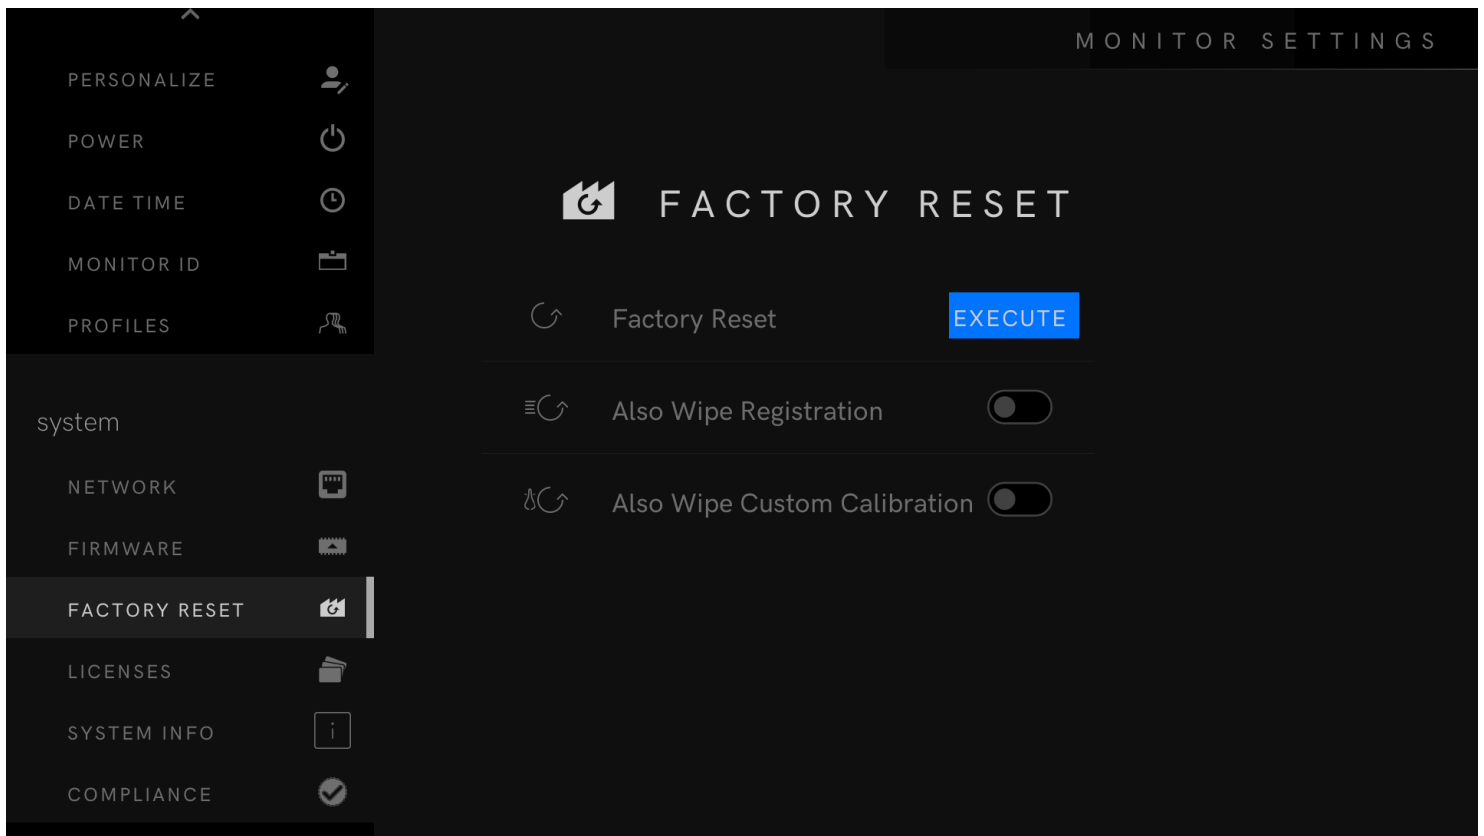 MONITOR SETTINGS
PERSONALIZE
POWER
DATE TIME
MONITOR ID
PROFILES
system
NETWORK
FIRMWARE
FACTORY RESET
LICENSES
SYSTEM INFO
COMPLIANCE
FACTORY RESET
Factory Reset EXECUTE
Also Wipe Registration
Also Wipe Custom Calibration